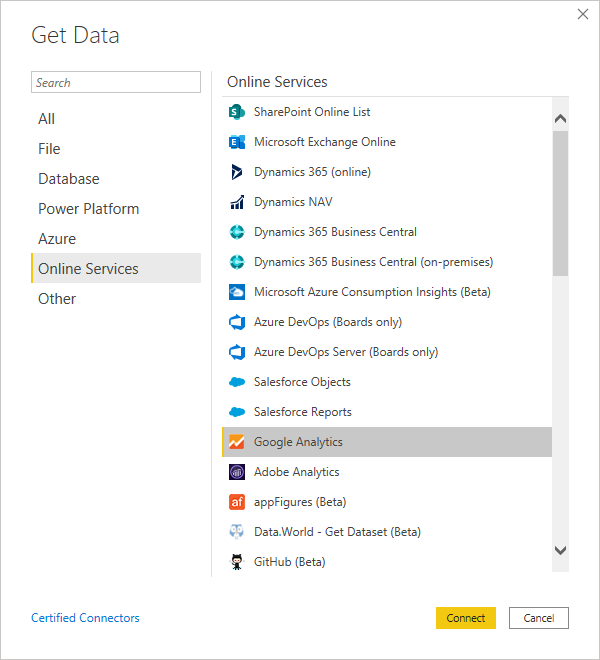 Get Data
Search
All
File
Database
Power Platform
Azure
Online Services
Other
Online Services
SharePoint Online List
Microsoft Exchange Online
Dynamics 365 (online)
Dynamics NAV
Dynamics 365 Business Central
Dynamics 365 Business Central (on-premises)
Microsoft Azure Consumption Insights (Beta)
Azure DevOps (Boards only)
Azure DevOps Server (Boards only)
Salesforce Objects
Salesforce Reports
Google Analytics
Adobe Analytics
af appFigures (Beta)
Data.World - Get Dataset (Beta)
GitHub (Beta)
Certified Connectors
Connect
Cancel